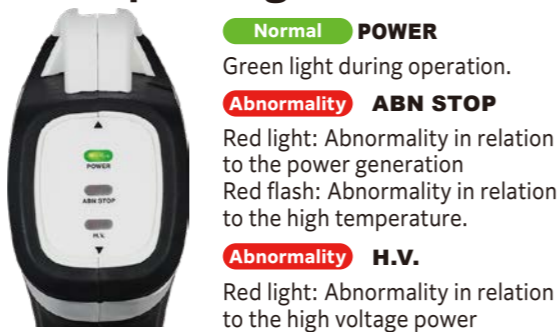 Normal POWER
Green light during operation.
Abnormality ABN STOP
Red light: Abnormality in relation
to the power generation
Red flash: Abnormality in relation
to the high temperature.
Abnormality H.V.
Red light: Abnormality in relation
to the high voltage power
POWER
ABN STOP
H.V.